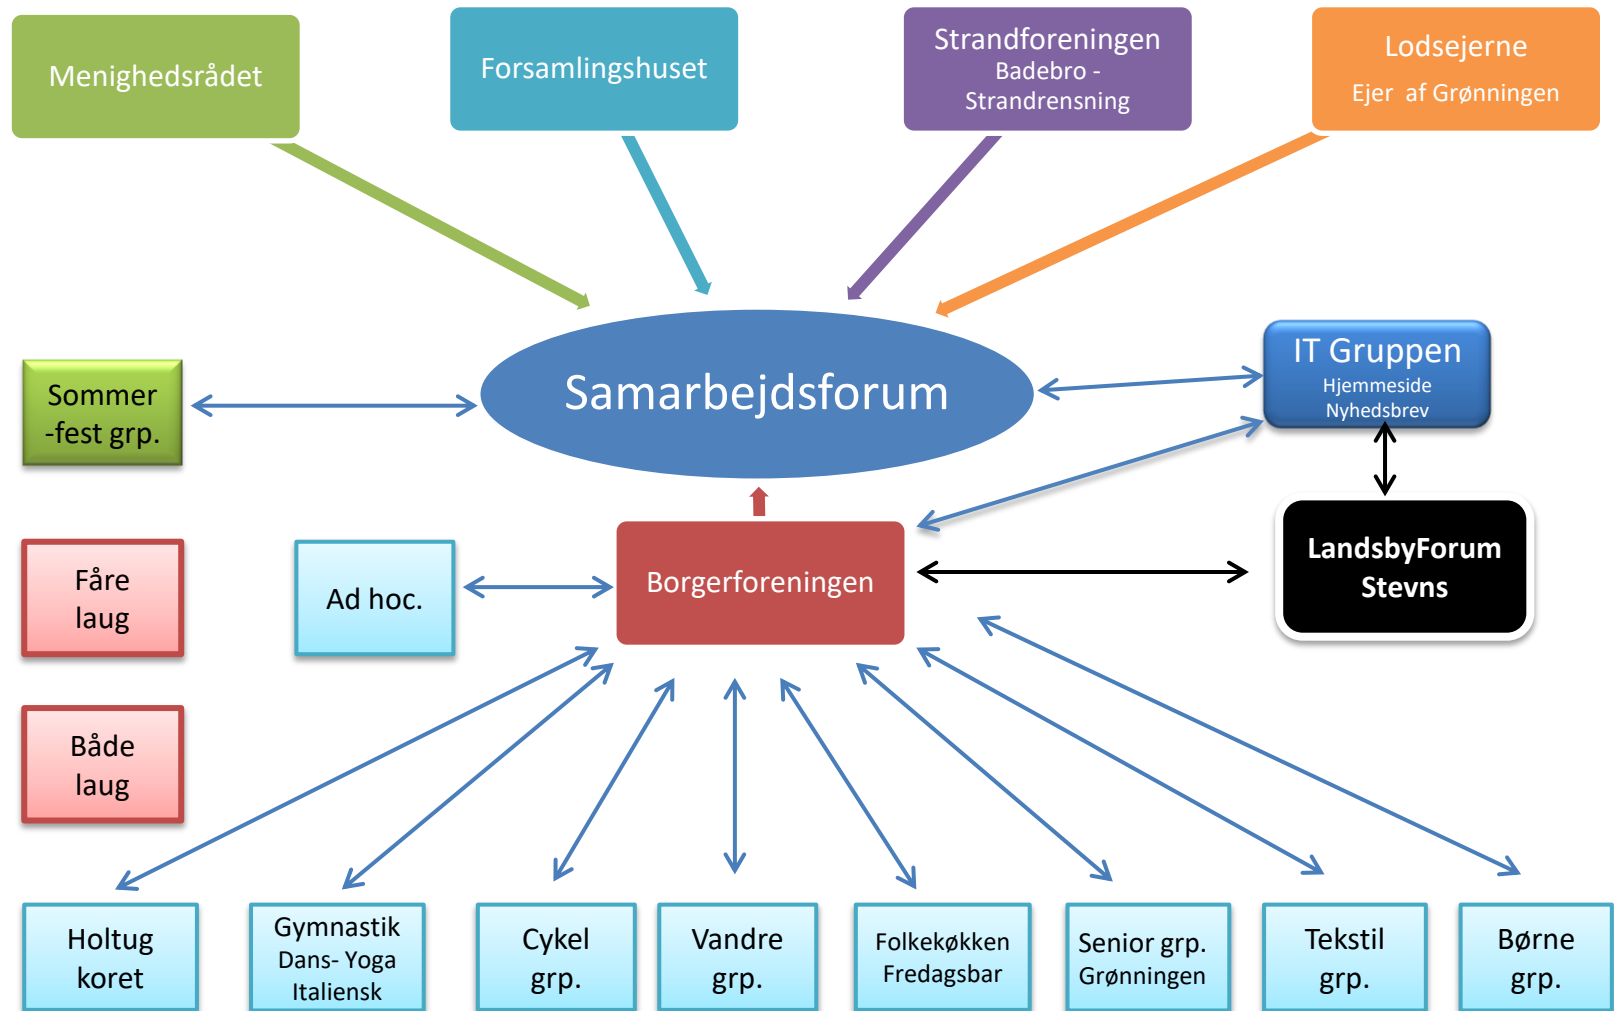 Menighedsrådet
Forsamlingshuset
Strandforeningen
Badebro -
Strandrensning
Lodsejerne
Ejer af Grønningen
Samarbejdsforum
IT Gruppen
Hjemmeside
Nyhedsbrev
Sommer
-fest grp.
LandsbyForum
Stevns
Fåre
laug
Ad hoc.
Borgerforeningen
Både
laug
Holtug
koret
Gymnastik
Dans- Yoga
Italiensk
Cykel
grp.
Vandre
grp.
Folkekøkken
Fredagsbar
Senior grp.
Grønningen
Tekstil
grp.
Børne
grp.